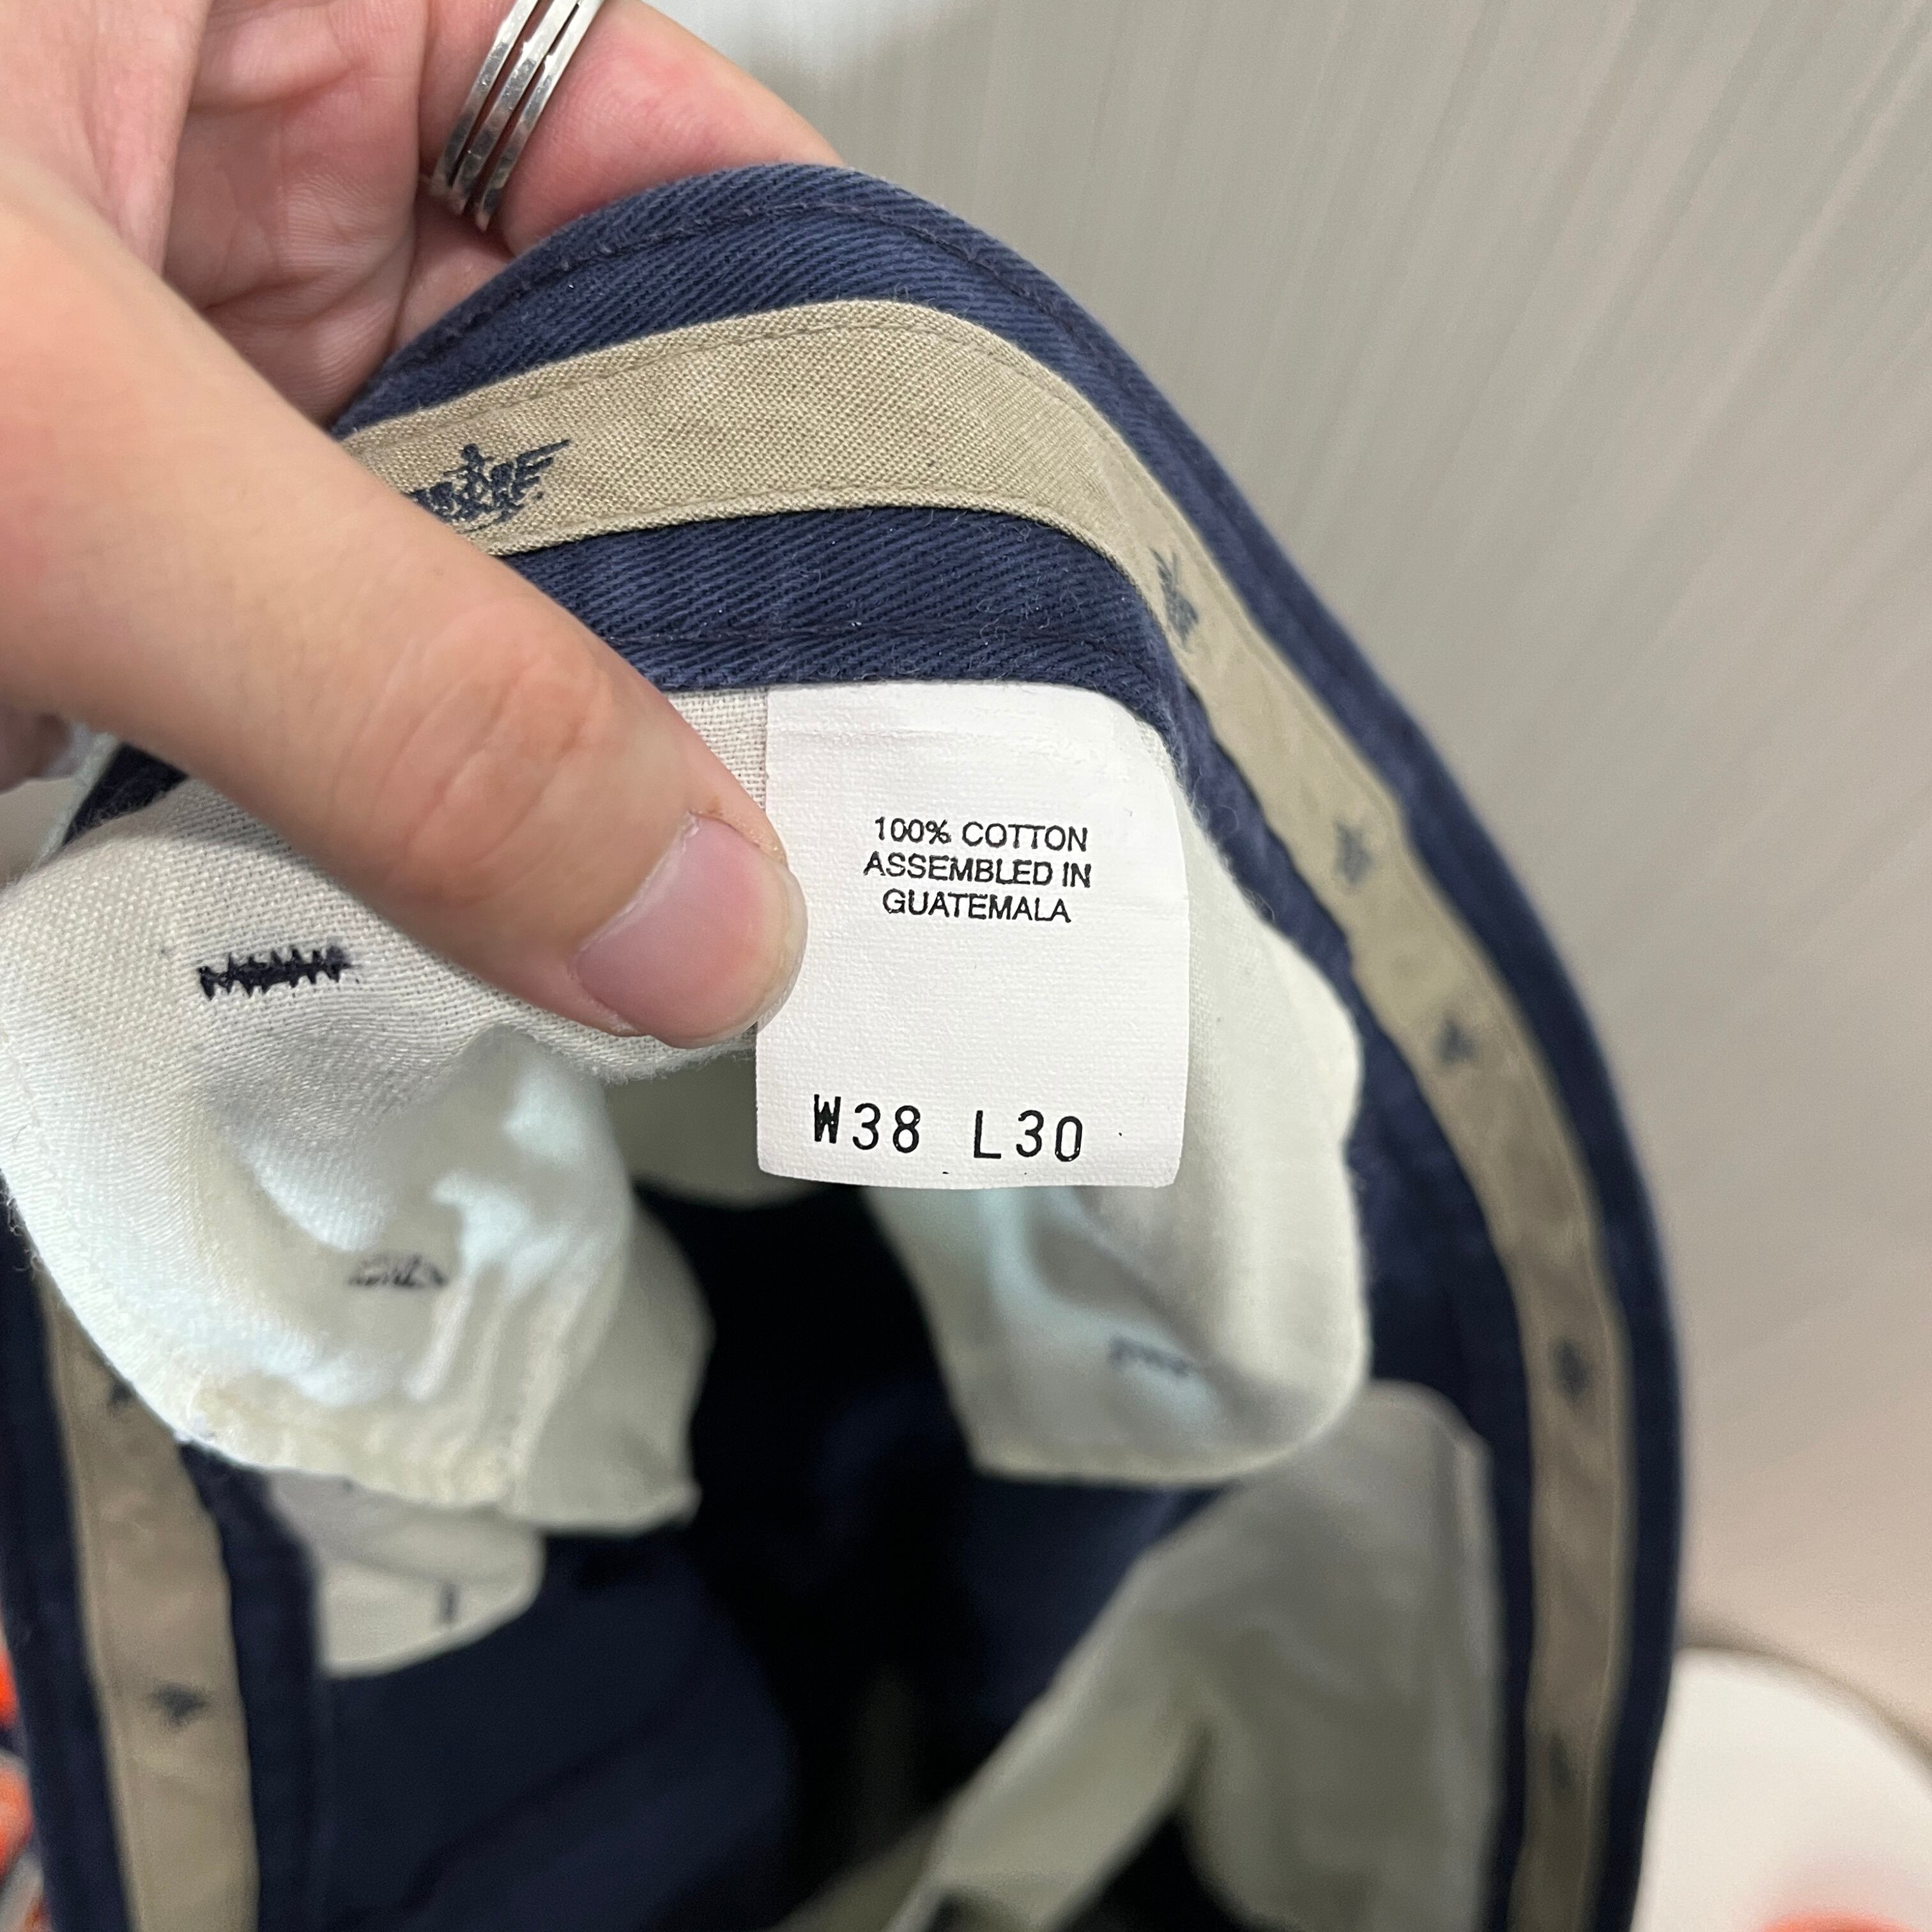 100% COTTON
ASSEMBLED IN
GUATEMALA
W38 L30